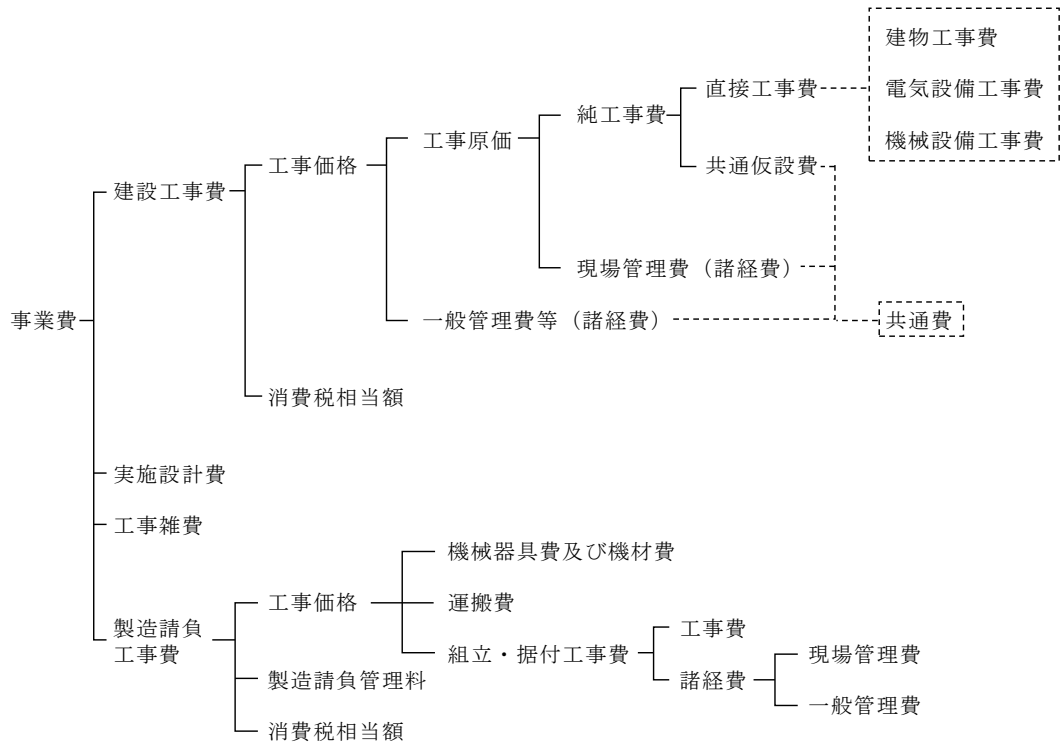 建物工事費
直接工事費
電気設備工事費
純工事費
工事原価
機械設備工事費
工事価格
共通仮設費
建設工事費
現場管理費（諸経費）
事業費
一般管理費等（諸経費）
共通費
消費税相当額
実施設計費
工事雑費
機械器具費及び機材費
製造請負
工事費
工事価格
運搬費
組立・据付工事費
工事費
諸経費
現場管理費
一般管理費
製造請負管理料
消費税相当額